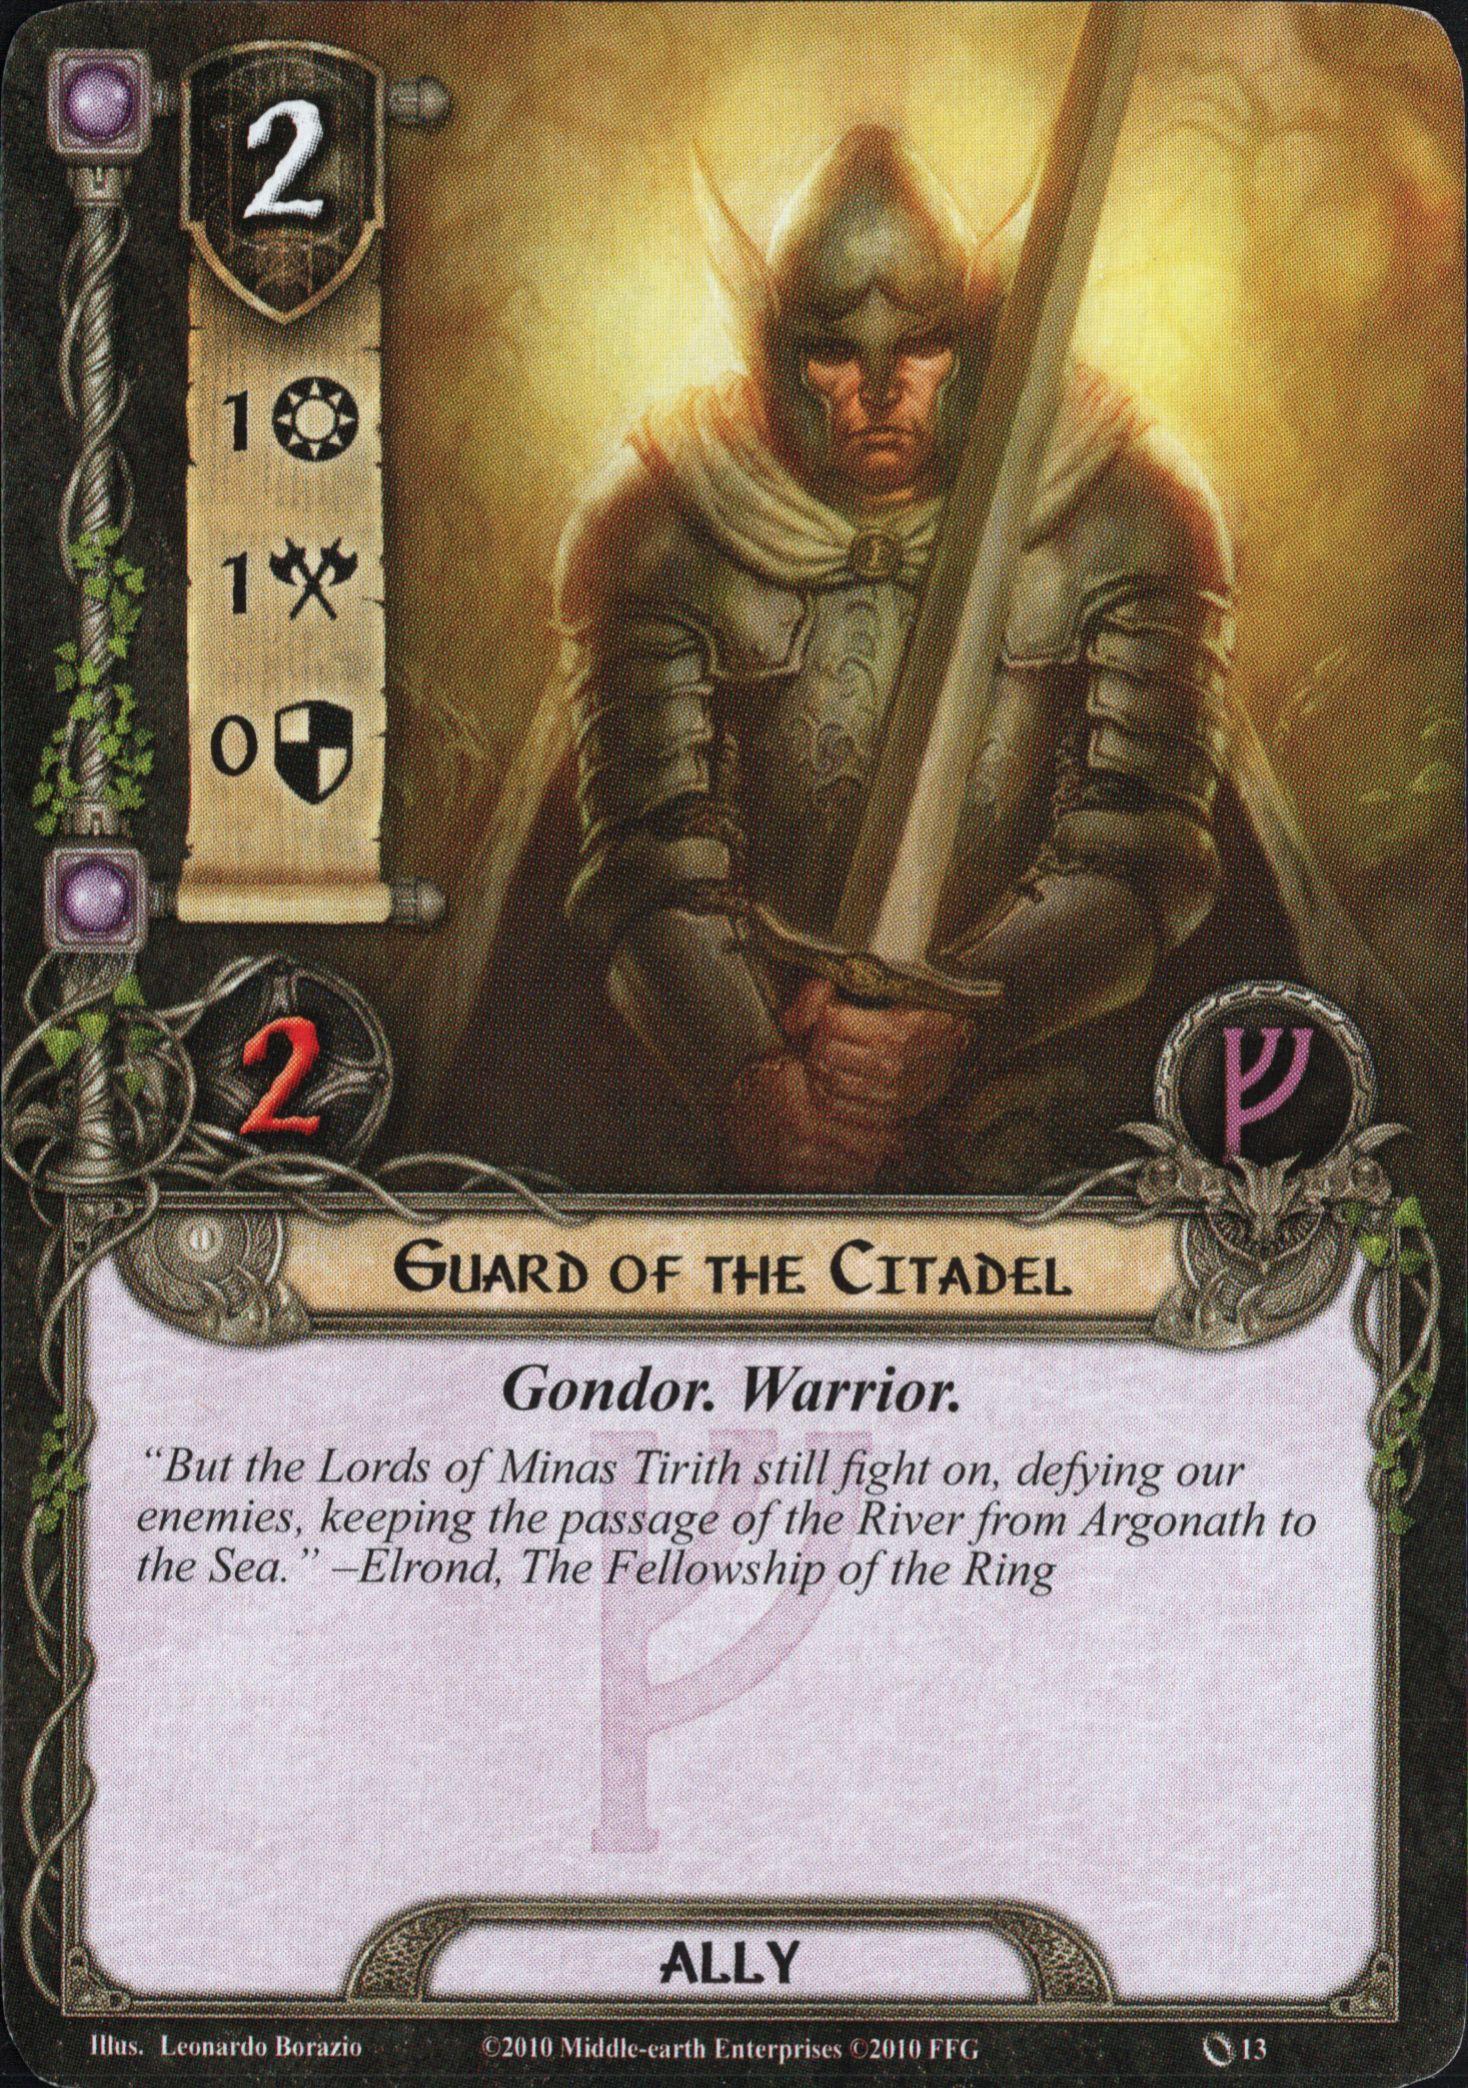 2
1
1
0
2
GUARD OF THE CITADEL
Gondor. Warrior.
“But the Lords of Minas Tirith still fight on, defying our
enemies, keeping the passage of the River from Argonath to
the Sea.” –Elrond, The Fellowship of the Ring
ALLY
Illus. Leonardo Borazio
©2010 Middle-earth Enterprises ©2010 FFG
13